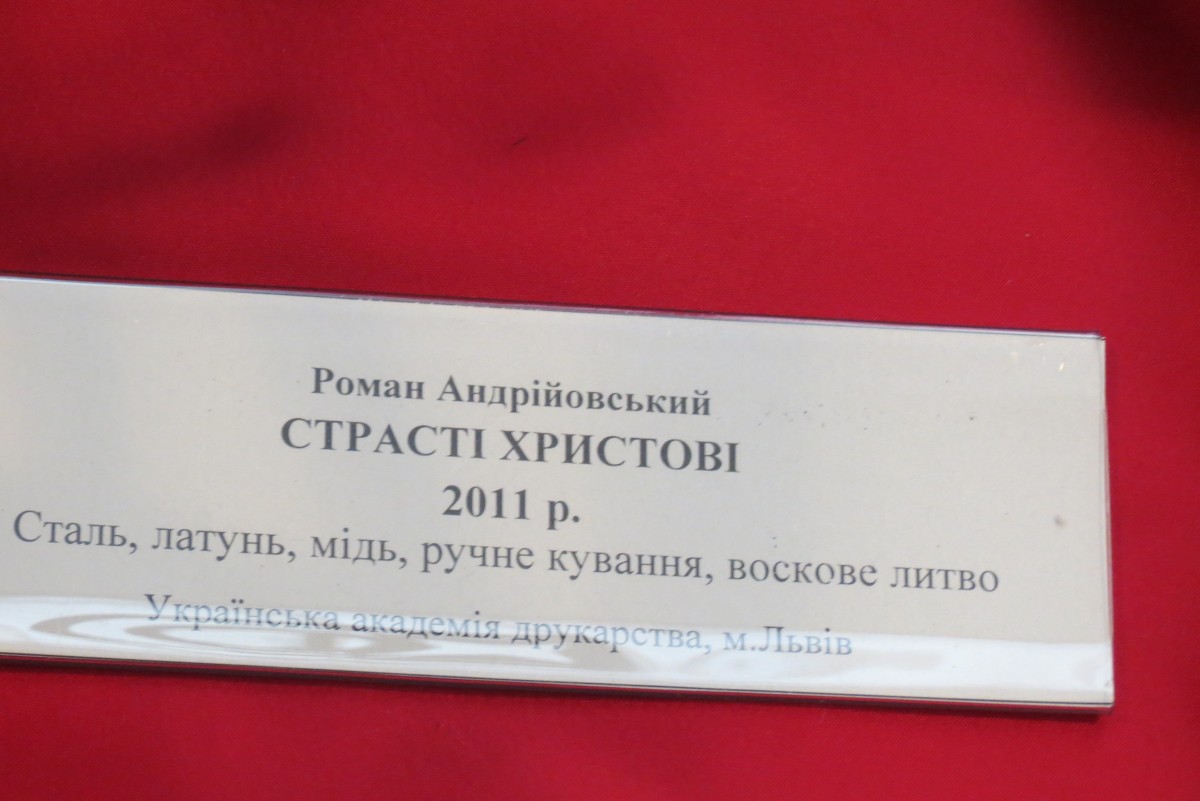 Роман Андрійовський
СТРАСТІ ХРИСТОВІ
2011 р.
Сталь, латунь, мідь, ручне кування, воскове литво
Українська академія друкарства, м.Львів